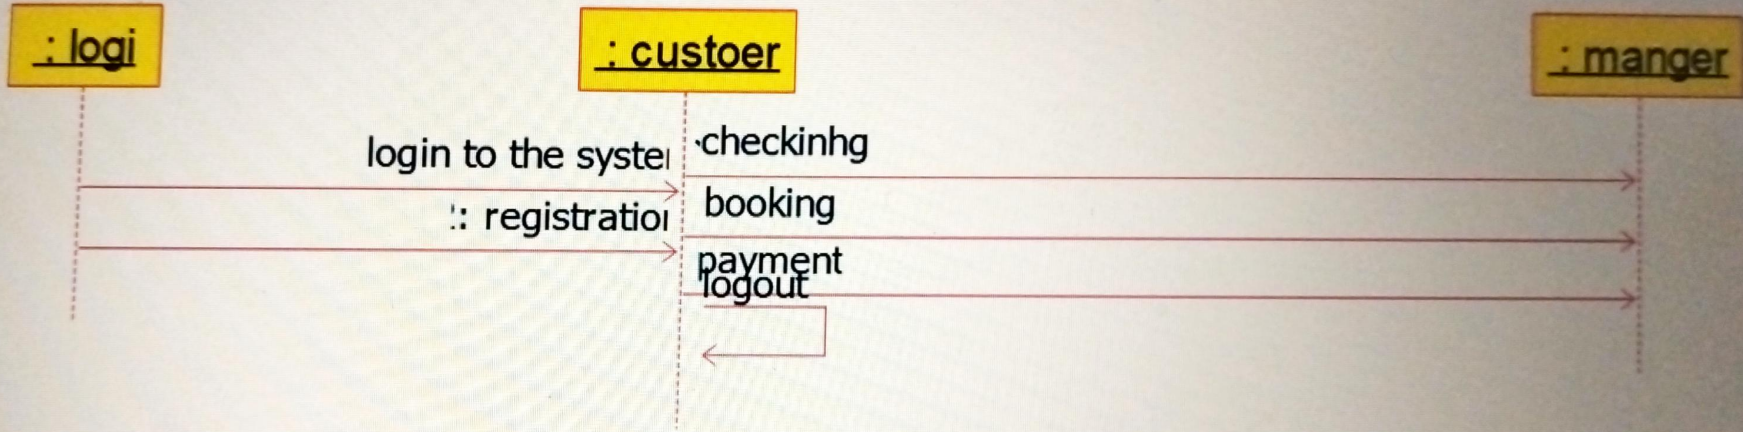 : logi
: custoer
: manger
login to the syste
checkinhg
: registratio
booking
payment
logout